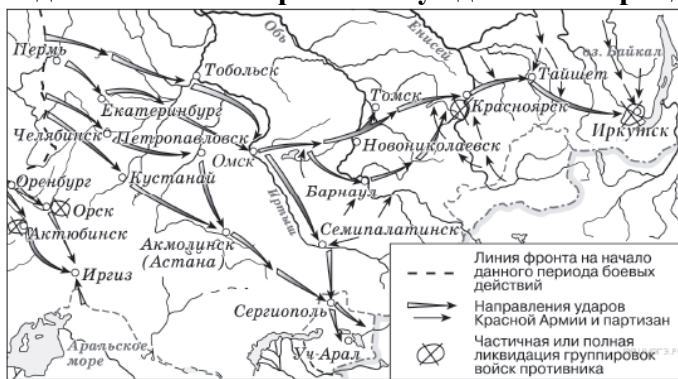 Пермь
Обь
Енисей
оз. Байкал
Тобольск
Тайшет
Томск
Красноярск
Екатеринбург
Иркутск
Челябинск
Петропавловск
Омск
Новониколаевск
Оренбург
Кустанай
Барнаул
Иртыш
Орск
Актюбинск
Акмолинск
(Астана)
Семипалатинск
Иргиз
Сергиополь
Уч-Арал
Аральское
море
Линия фронта на начало
данного периода боевых
действий
Направления ударов
Красной Армии и партизан
Частичная или полная
ликвидация группировок
войск противника